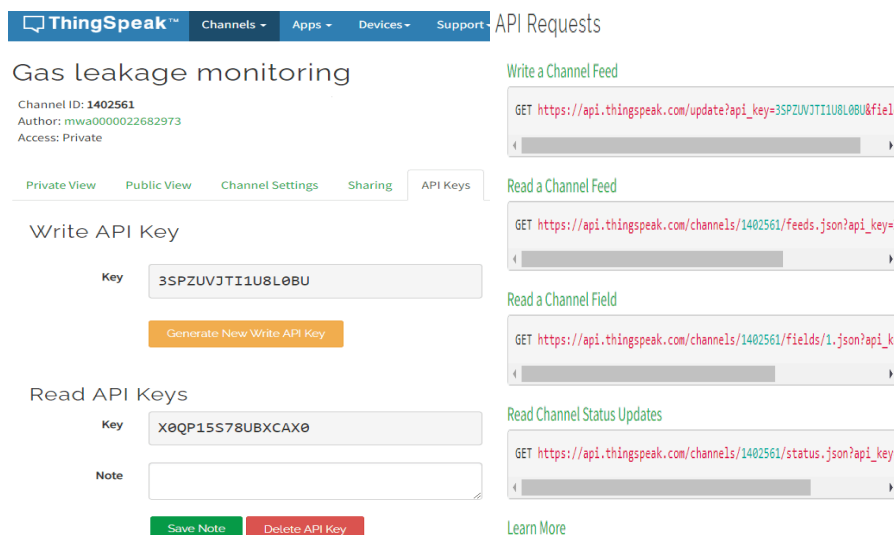 ThingSpeak™ Channels Apps Devices Support
Gas leakage monitoring
Channel ID: 1402561
Author: mwa0000022682973
Access: Private
Private View Public View Channel Settings Sharing API Keys
Write API Key
Key 3SPZUVJTI1U8L0BU
Generate New Write API Key
Read API Keys
Key X0QP15S78UBXCAX0
Note
Save Note Delete API Key
API Requests
Write a Channel Feed
GET https://api.thingspeak.com/update?api_key=3SPZUVJTI1U8L0BU&fiel
Read a Channel Feed
GET https://api.thingspeak.com/channels/1402561/feeds.json?api_key=
Read a Channel Field
GET https://api.thingspeak.com/channels/1402561/fields/1.json?api_k
Read Channel Status Updates
GET https://api.thingspeak.com/channels/1402561/status.json?api_key
Learn More